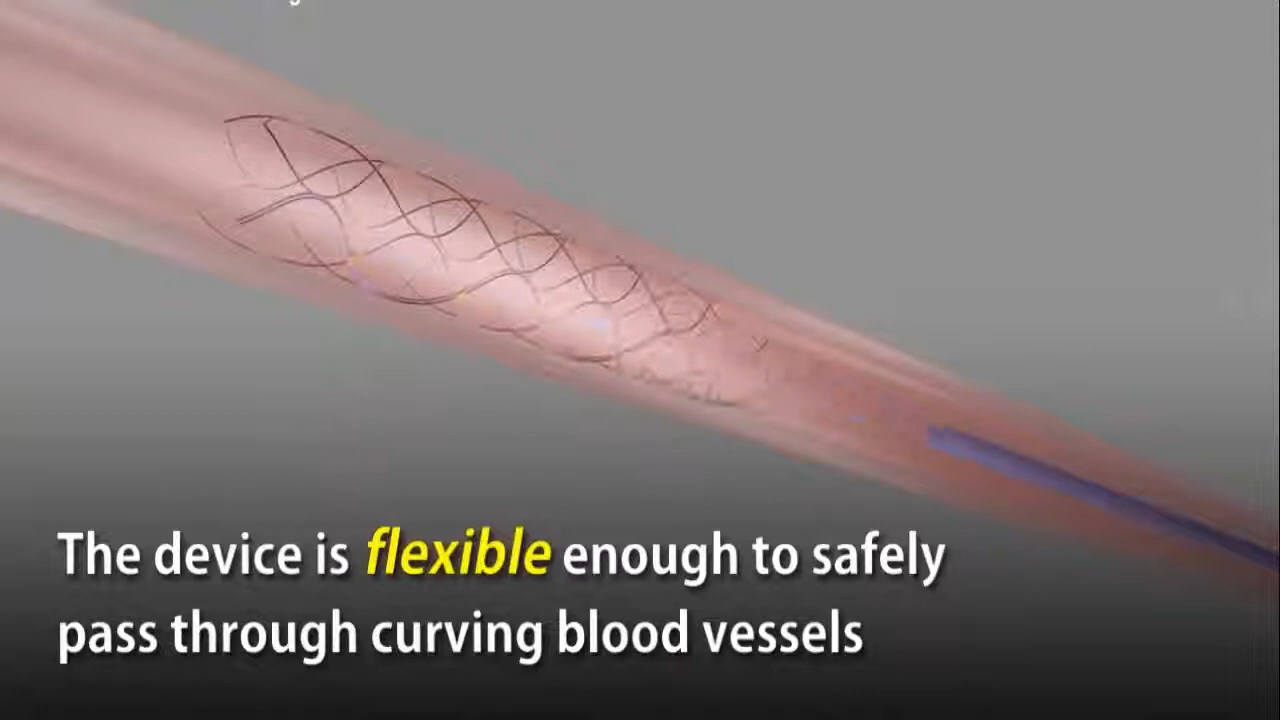 The device is flexible enough to safely
pass through curving blood vessels